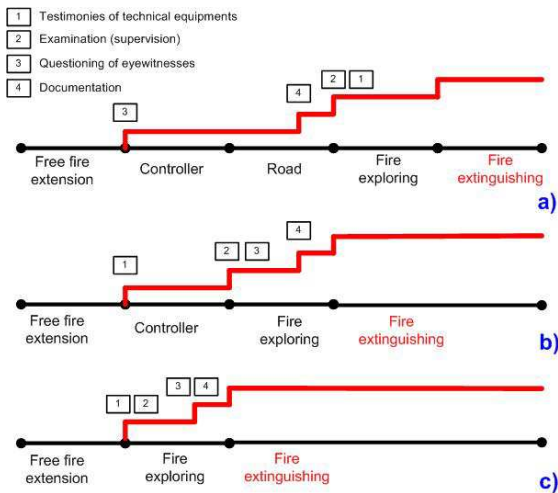 1 Testimonies of technical equipments
2 Examination (supervision)
3 Questioning of eyewitnesses
4 Documentation
3 4 2 1
Free fire extension Controller Road Fire exploring Fire extinguishing
a)
1 2 3 4
Free fire extension Controller Fire exploring Fire extinguishing
b)
1 2 3 4
Free fire extension Fire exploring Fire extinguishing
c)